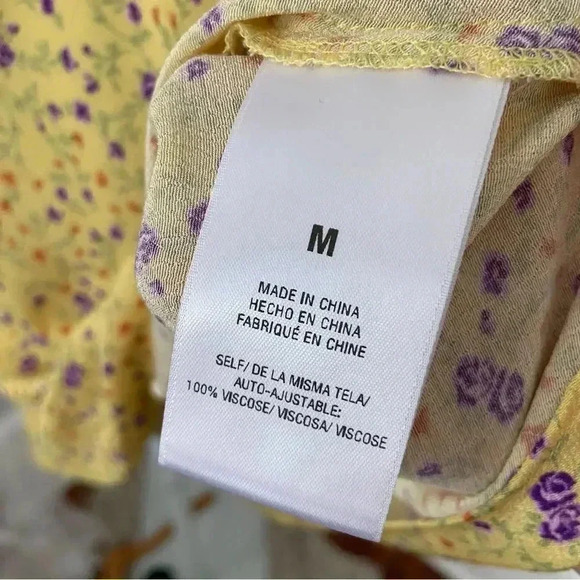 M
MADE IN CHINA
HECHO EN CHINA
FABRIQUÉ EN CHINE
SELF/ DE LA MISMA TELA/
AUTO-AJUSTABLE:
100% VISCOSE/ VISCOSA/ VISCOSE